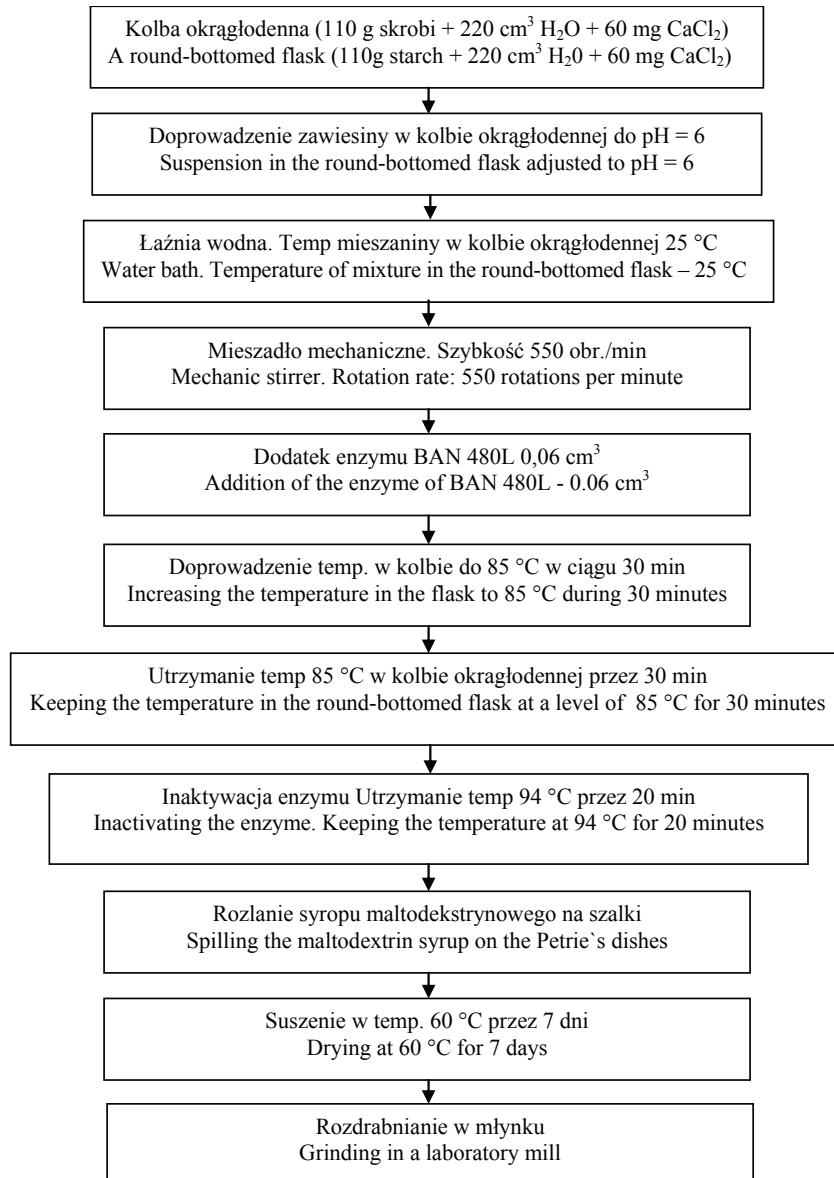 Kolba okrągłodenna (110 g skrobi + 220 cm³ H₂O + 60 mg CaCl₂)
A round-bottomed flask (110g starch + 220 cm³ H₂0 + 60 mg CaCl₂)
Doprowadzenie zawiesiny w kolbie okrągłodennej do pH = 6
Suspension in the round-bottomed flask adjusted to pH = 6
Łaźnia wodna. Temp mieszaniny w kolbie okrągłodennej 25 °C
Water bath. Temperature of mixture in the round-bottomed flask – 25 °C
Mieszadło mechaniczne. Szybkość 550 obr./min
Mechanic stirrer. Rotation rate: 550 rotations per minute
Dodatek enzymu BAN 480L 0,06 cm³
Addition of the enzyme of BAN 480L - 0.06 cm³
Doprowadzenie temp. w kolbie do 85 °C w ciągu 30 min
Increasing the temperature in the flask to 85 °C during 30 minutes
Utrzymanie temp 85 °C w kolbie okragłodennej przez 30 min
Keeping the temperature in the round-bottomed flask at a level of 85 °C for 30 minutes
Inaktywacja enzymu Utrzymanie temp 94 °C przez 20 min
Inactivating the enzyme. Keeping the temperature at 94 °C for 20 minutes
Rozlanie syropu maltodekstrynowego na szalki
Spilling the maltodextrin syrup on the Petrie`s dishes
Suszenie w temp. 60 °C przez 7 dni
Drying at 60 °C for 7 days
Rozdrabnianie w młynku
Grinding in a laboratory mill